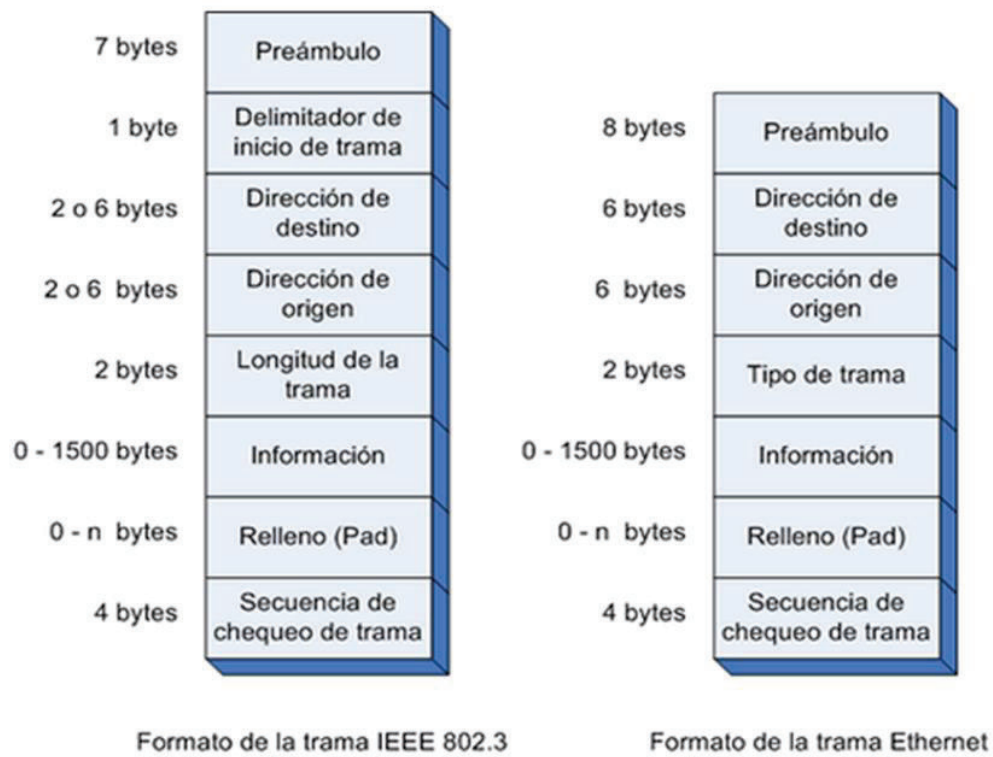 7 bytes
Preámbulo
1 byte
Delimitador de
inicio de trama
2 o 6 bytes
Dirección de
destino
2 o 6 bytes
Dirección de
origen
2 bytes
Longitud de la
trama
0 - 1500 bytes
Información
0 - n bytes
Relleno (Pad)
4 bytes
Secuencia de
chequeo de trama
Formato de la trama IEEE 802.3
8 bytes
Preámbulo
6 bytes
Dirección de
destino
6 bytes
Dirección de
origen
2 bytes
Tipo de trama
0 - 1500 bytes
Información
0 - n bytes
Relleno (Pad)
4 bytes
Secuencia de
chequeo de trama
Formato de la trama Ethernet